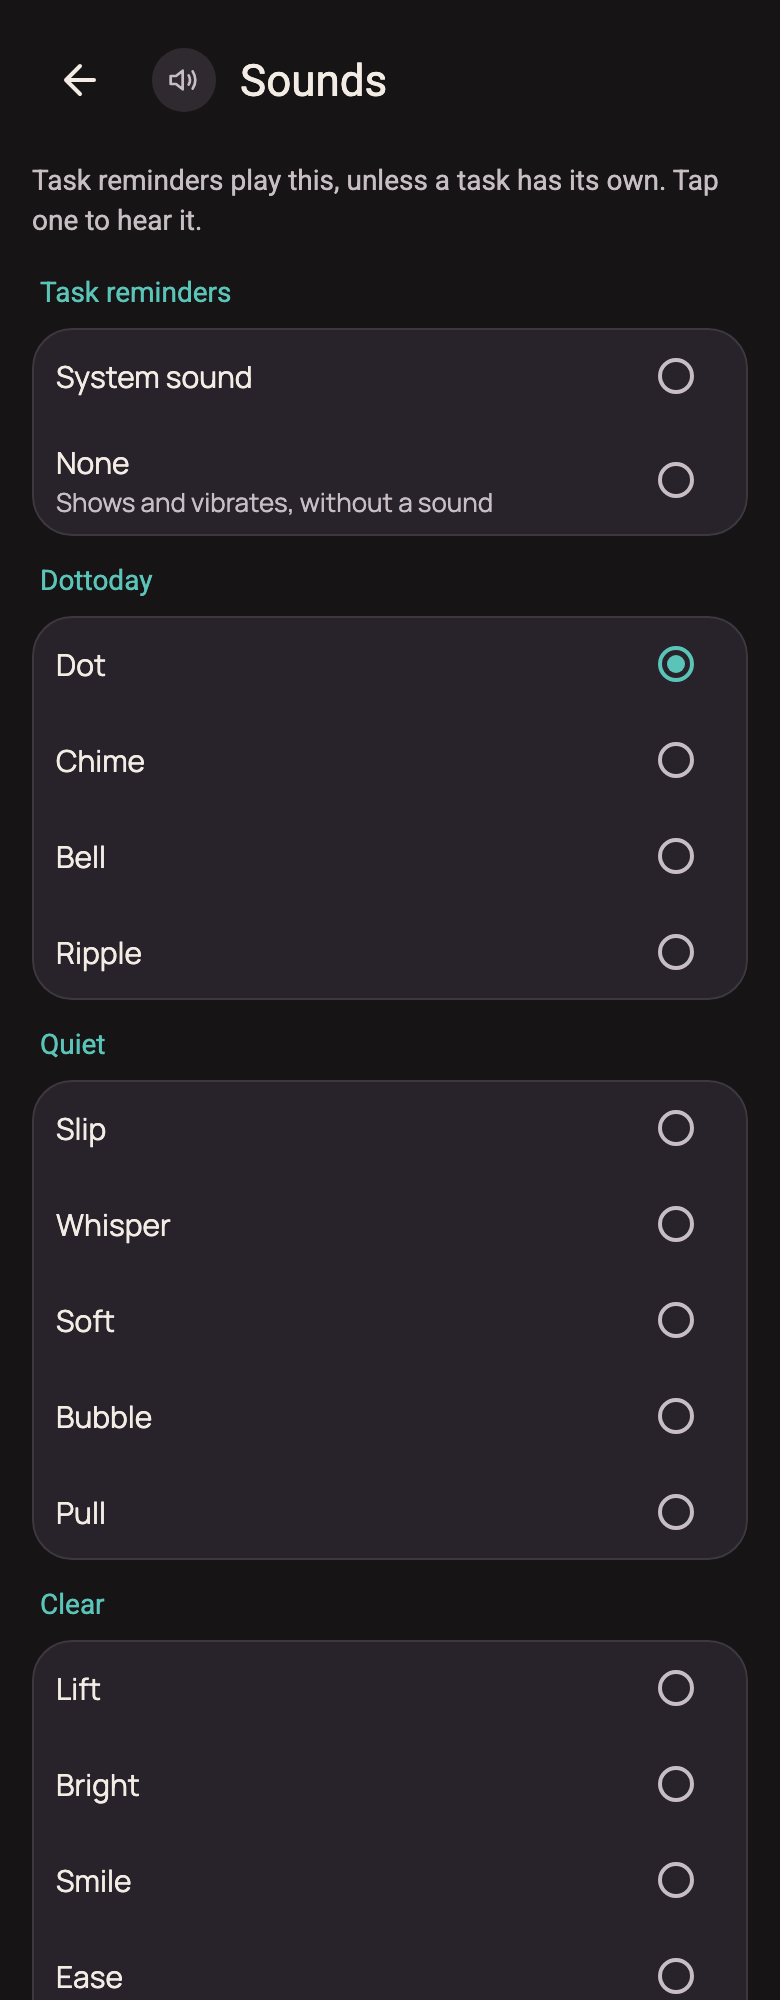 Sounds
Task reminders play this, unless a task has its own. Tap
one to hear it.
Task reminders
System sound
None
Shows and vibrates, without a sound
Dottoday
Dot
Chime
Bell
Ripple
Quiet
Slip
Whisper
Soft
Bubble
Pull
Clear
Lift
Bright
Smile
Ease